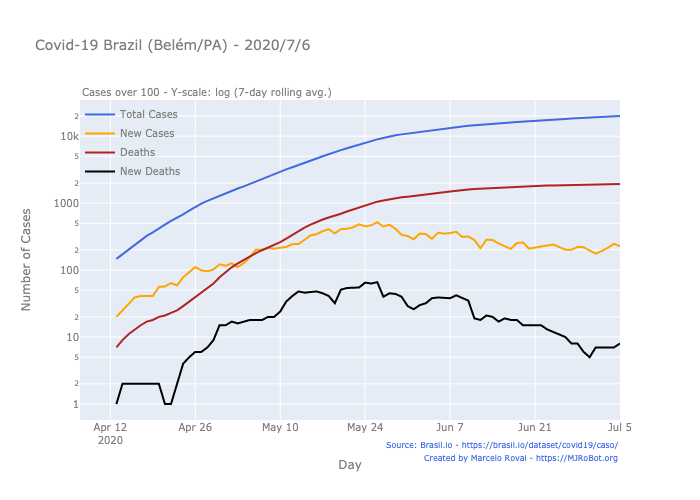 Covid-19 Brazil (Belém/PA) - 2020/7/6
Cases over 100 - Y-scale: log (7-day rolling avg.)
Total Cases
New Cases
Deaths
New Deaths
Number of Cases
2
10k
5
2
1000
5
2
100
5
2
10
5
2
1
Apr 12 Apr 26 May 10 May 24 Jun 7 Jun 21 Jul 5
2020
Day
Source: Brasil.io - https://brasil.io/dataset/covid19/caso/
Created by Marcelo Rovai - https://MJRoBot.org